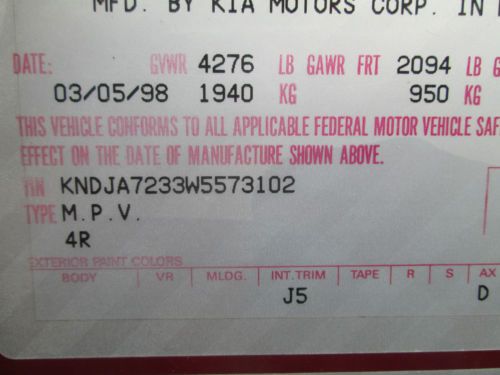 MFD. BY KIA MOTORS CORP. IN
DATE: GVWR 4276 LB GAWR FRT 2094 LB G
03/05/98 1940 KG 950 KG
THIS VEHICLE CONFORMS TO ALL APPLICABLE FEDERAL MOTOR VEHICLE SAF
EFFECT ON THE DATE OF MANUFACTURE SHOWN ABOVE.
VIN KNDJA7233W5573102
TYPE M.P.V.
4R
EXTERIOR PAINT COLORS
BODY VR MLDG. INT.TRIM TAPE R S AX
J5 D